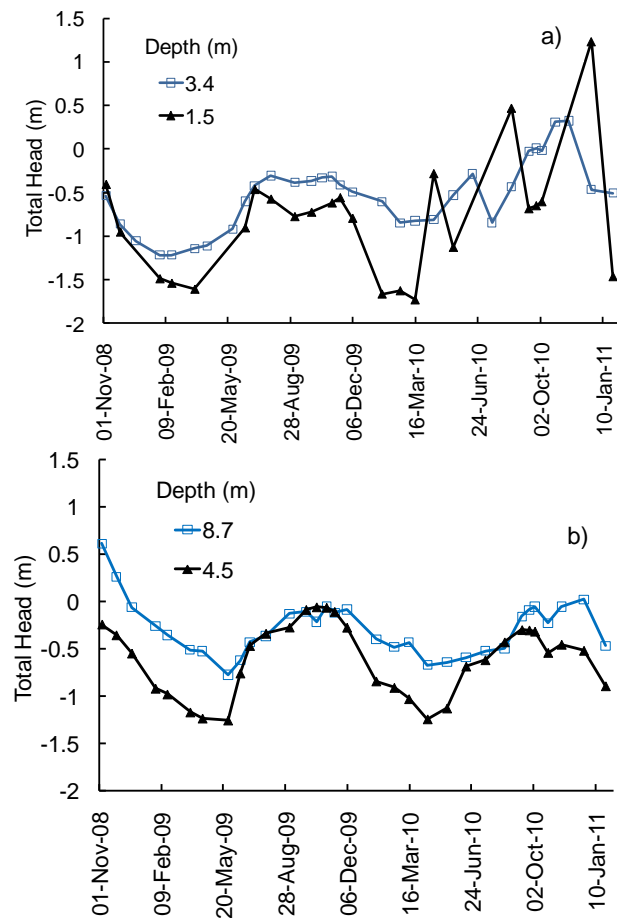 a)
Depth (m)
3.4
1.5
Total Head (m)
1.5
1
0.5
0
-0.5
-1
-1.5
-2
01-Nov-08
09-Feb-09
20-May-09
28-Aug-09
06-Dec-09
16-Mar-10
24-Jun-10
02-Oct-10
10-Jan-11
b)
Depth (m)
8.7
4.5
Total Head (m)
1.5
1
0.5
0
-0.5
-1
-1.5
-2
01-Nov-08
09-Feb-09
20-May-09
28-Aug-09
06-Dec-09
16-Mar-10
24-Jun-10
02-Oct-10
10-Jan-11